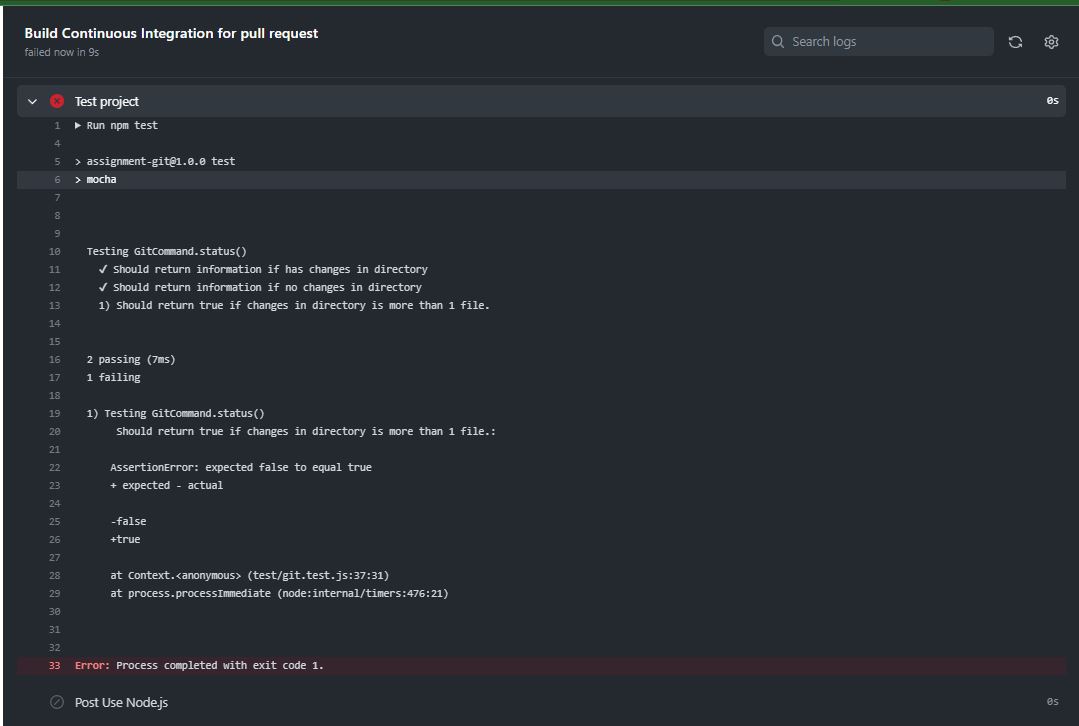 Build Continuous Integration for pull request
failed now in 9s
Search logs
Test project 0s
1 ▶ Run npm test
4
5 > assignment-git@1.0.0 test
6 > mocha
7
8
9
10 Testing GitCommand.status()
11 ✓ Should return information if has changes in directory
12 ✓ Should return information if no changes in directory
13 1) Should return true if changes in directory is more than 1 file.
14
15
16 2 passing (7ms)
17 1 failing
18
19 1) Testing GitCommand.status()
20 Should return true if changes in directory is more than 1 file.:
21
22 AssertionError: expected false to equal true
23 + expected - actual
24
25 -false
26 +true
27
28 at Context.<anonymous> (test/git.test.js:37:31)
29 at process.processImmediate (node:internal/timers:476:21)
30
31
32
33 Error: Process completed with exit code 1.
Post Use Node.js 0s